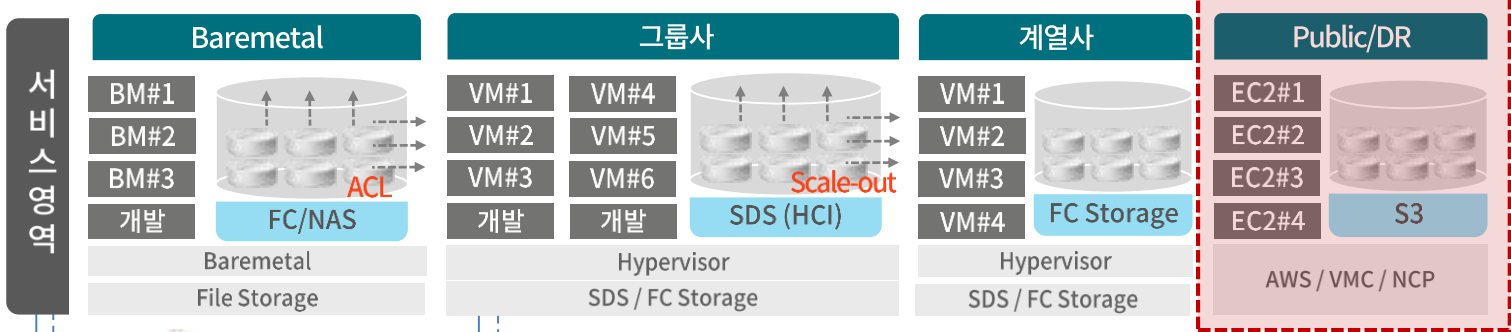 서비스영역
Baremetal
BM#1
BM#2
BM#3
개발
ACL
FC/NAS
Baremetal
File Storage
그룹사
VM#1 VM#4
VM#2 VM#5
VM#3 VM#6
개발 개발
Scale-out
SDS (HCI)
Hypervisor
SDS / FC Storage
계열사
VM#1
VM#2
VM#3
VM#4
FC Storage
Hypervisor
SDS / FC Storage
Public/DR
EC2#1
EC2#2
EC2#3
EC2#4
S3
AWS / VMC / NCP